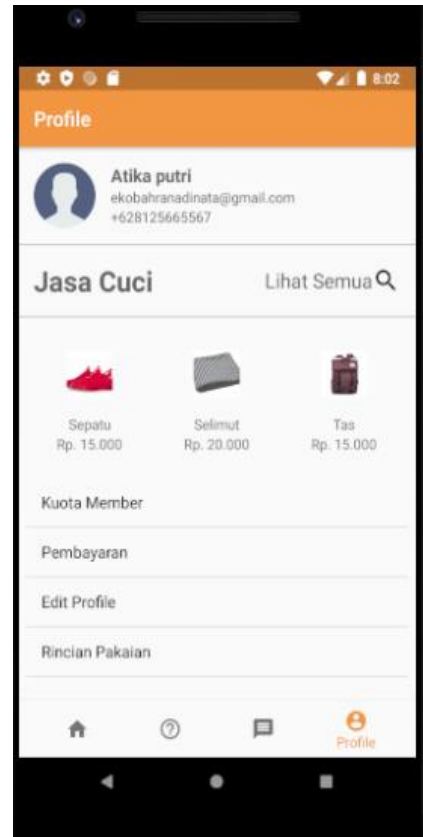 8:02
Profile
Atika putri
ekobahranadinata@gmail.com
+628125665567
Jasa Cuci
Lihat Semua
Sepatu
Rp. 15.000
Selimut
Rp. 20.000
Tas
Rp. 15.000
Kuota Member
Pembayaran
Edit Profile
Rincian Pakaian
Profile